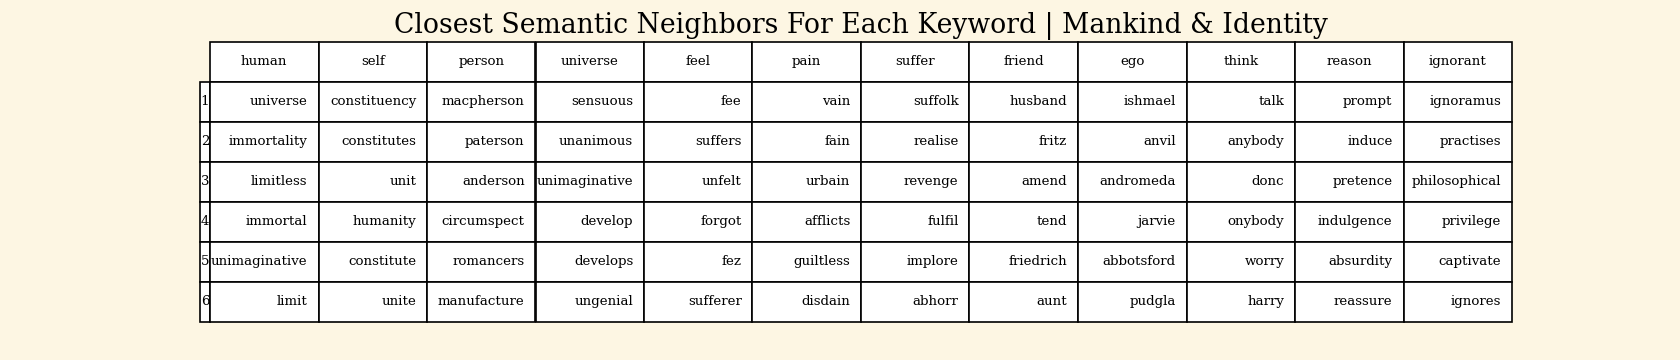 Closest Semantic Neighbors For Each Keyword | Mankind & Identity
human self person universe feel pain suffer friend ego think reason ignorant
1 universe constituency macpherson sensuous fee vain suffolk husband ishmael talk prompt ignoramus
2 immortality constitutes paterson unanimous suffers fain realise fritz anvil anybody induce practises
3 limitless unit anderson unimaginative unfelt urbain revenge amend andromeda donc pretence philosophical
4 immortal humanity circumspect develop forgot afflicts fulfil tend jarvie onybody indulgence privilege
5 unimaginative constitute romancers develops fez guiltless implore friedrich abbotsford worry absurdity captivate
6 limit unite manufacture ungenial sufferer disdain abhorr aunt pudgla harry reassure ignores